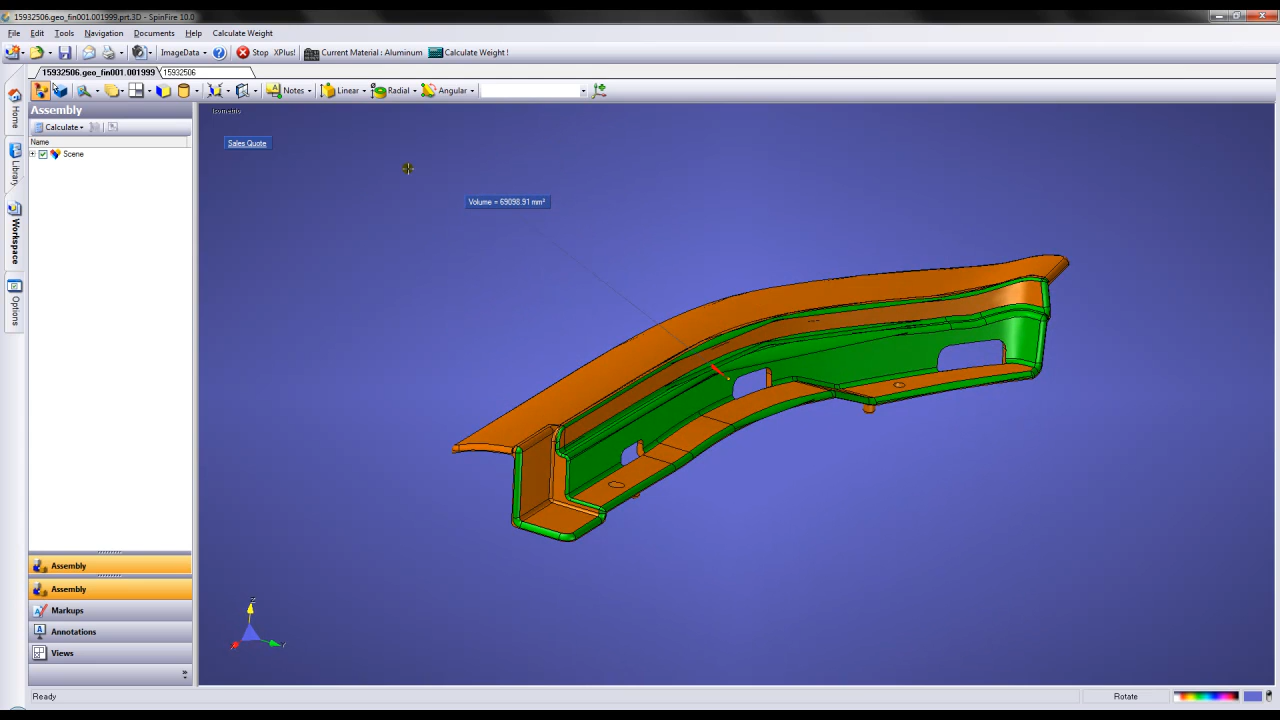 15932506.geo_fin001.001999.prt.3D - SpinFire 10.0
File Edit Tools Navigation Documents Help Calculate Weight
ImageData ? Stop XPlus! Current Material : Aluminum Calculate Weight !
15932506.geo_fin001.001999 15932506
Notes Linear Radial Angular
Assembly
Calculate
Name
Scene
Home
Library
Workspace
Options
Isometric
Sales Quote
Volume = 69098.91 mm³
Z
Y
Assembly
Assembly
Markups
A Annotations
Views
Ready Rotate